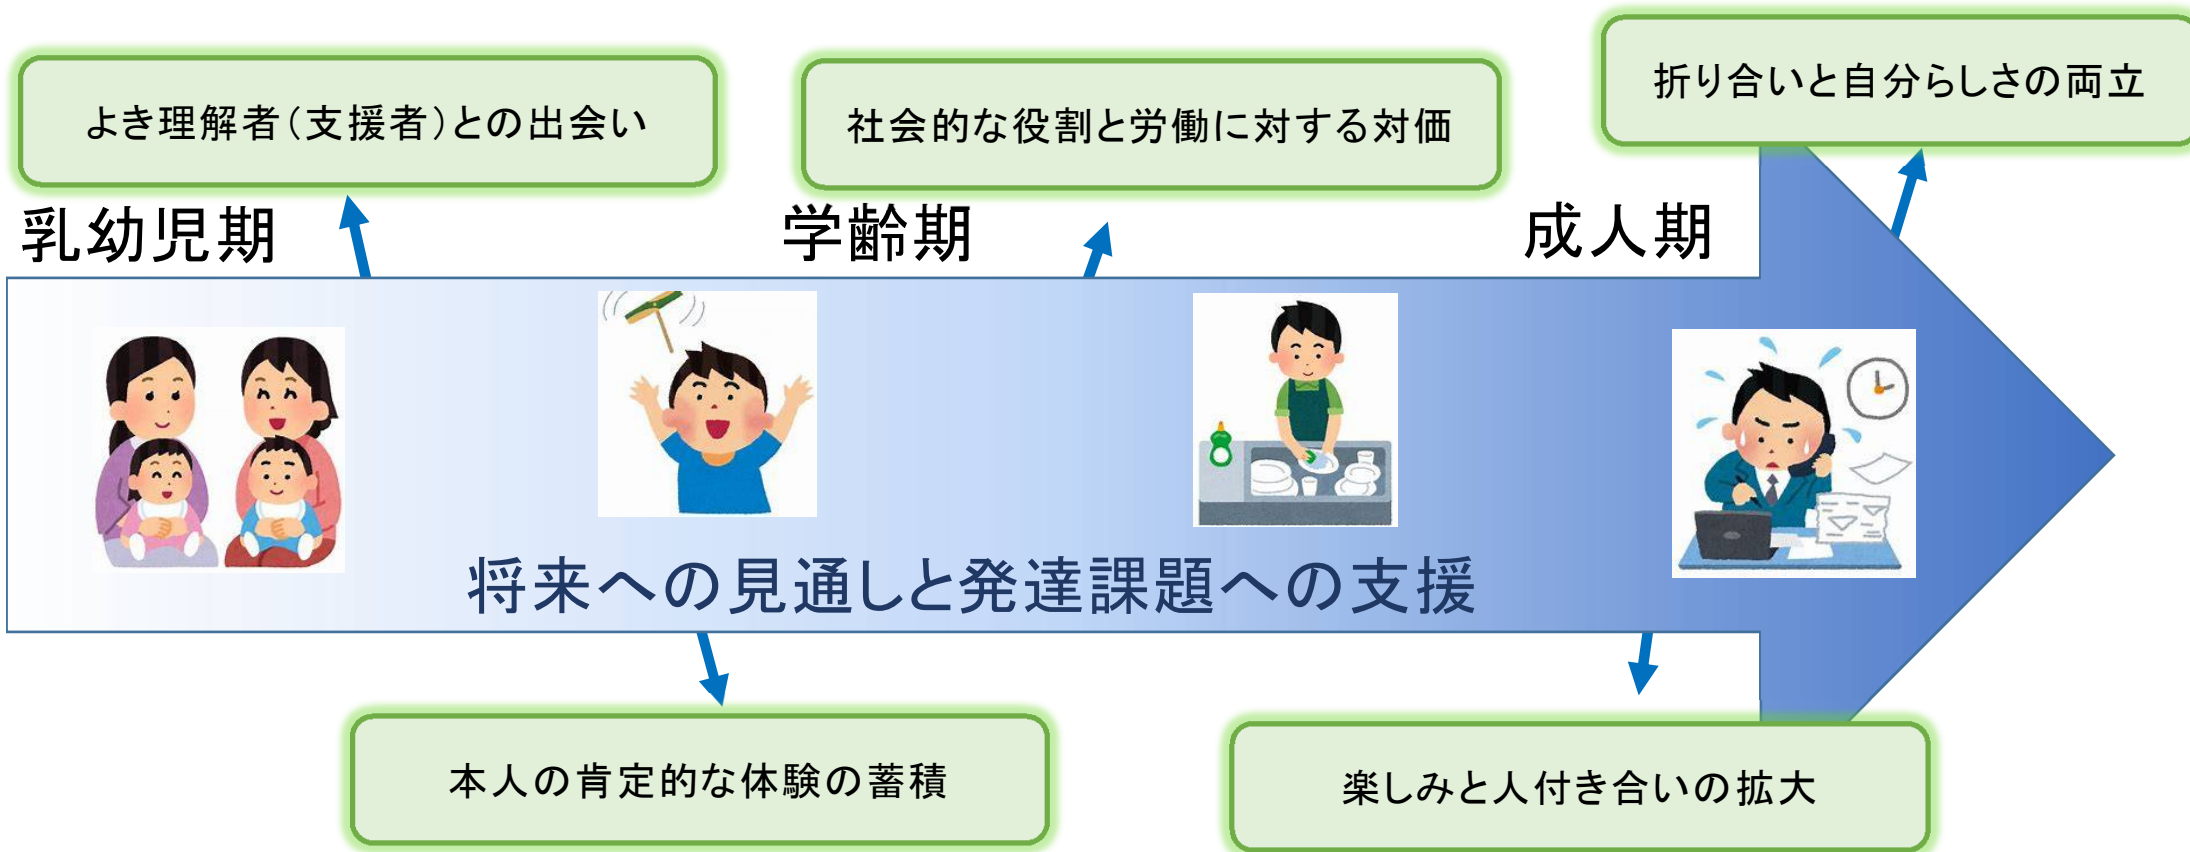 よき理解者（支援者）との出会い
社会的な役割と労働に対する対価
折り合いと自分らしさの両立
乳幼児期
学齢期
成人期
将来への見通しと発達課題への支援
本人の肯定的な体験の蓄積
楽しみと人付き合いの拡大